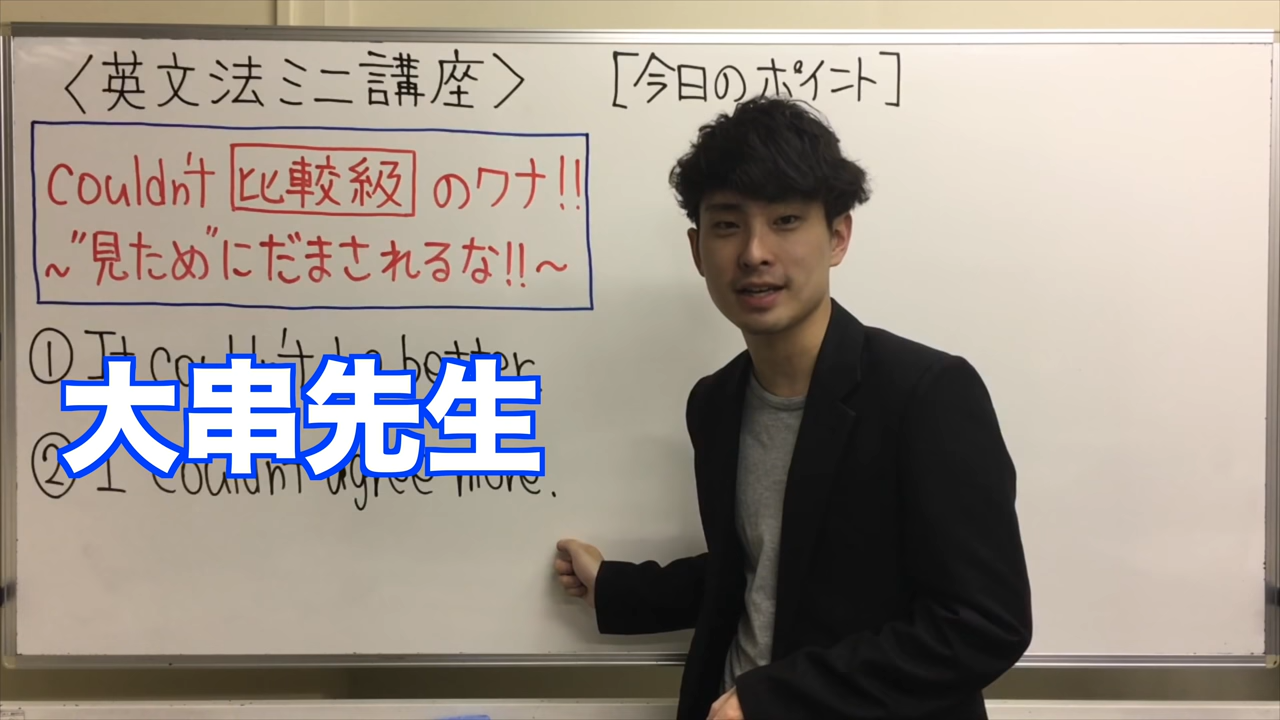 〈英文法ミニ講座〉
[今日のポイント]
couldn't 比較級 のワナ!!
~"見ため"にだまされるな!!~
① It couldn't be better.
大串先生
② I couldn't agree more.